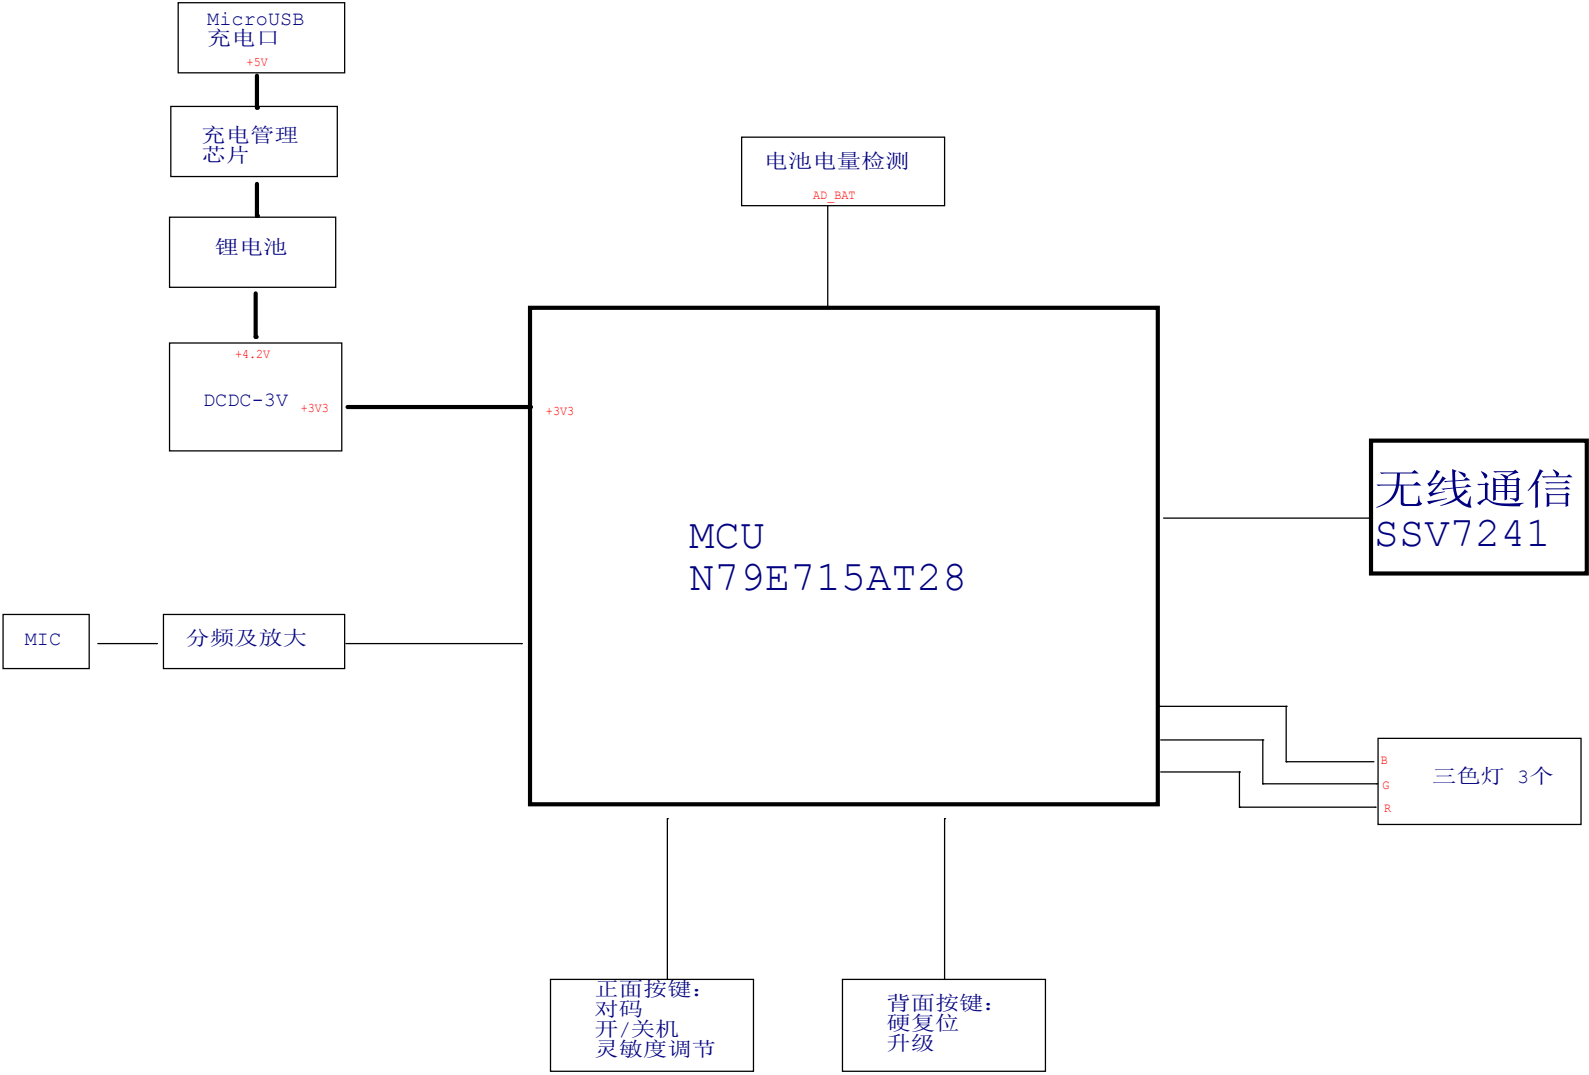 MicroUSB
充电口
+5V
充电管理
芯片
锂电池
+4.2V
DCDC-3V
+3V3
电池电量检测
AD_BAT
+3V3
MCU
N79E715AT28
无线通信
SSV7241
MIC
分频及放大
B
G
R
三色灯 3个
正面按键:
对码
开/关机
灵敏度调节
背面按键:
硬复位
升级